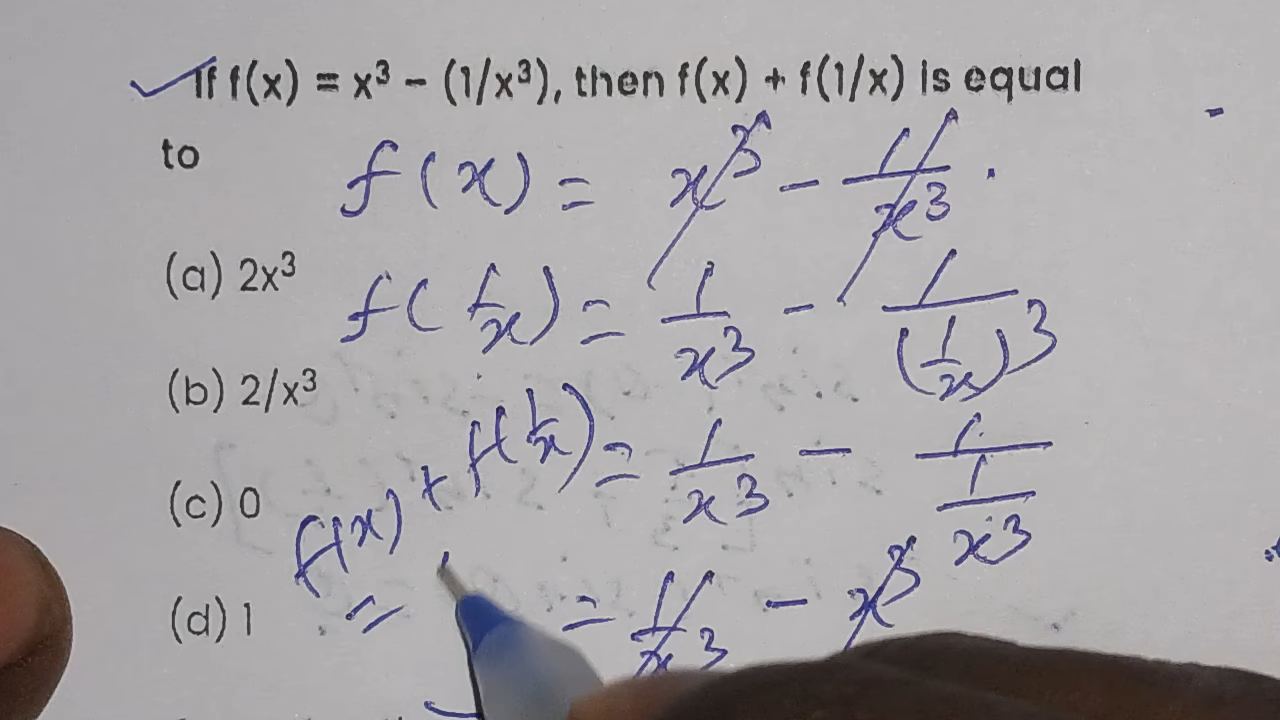 If f(x) = x³ - (1/x³), then f(x) + f(1/x) is equal
to
f(x) = x³ - 1/x³.
(a) 2x³
f(1/x) = 1/x³ - 1/(1/x)³
(b) 2/x³
f(x) + f(1/x) = 1/x³ - 1/1/x³
(c) 0
= = 1/x³ - x³
(d) 1